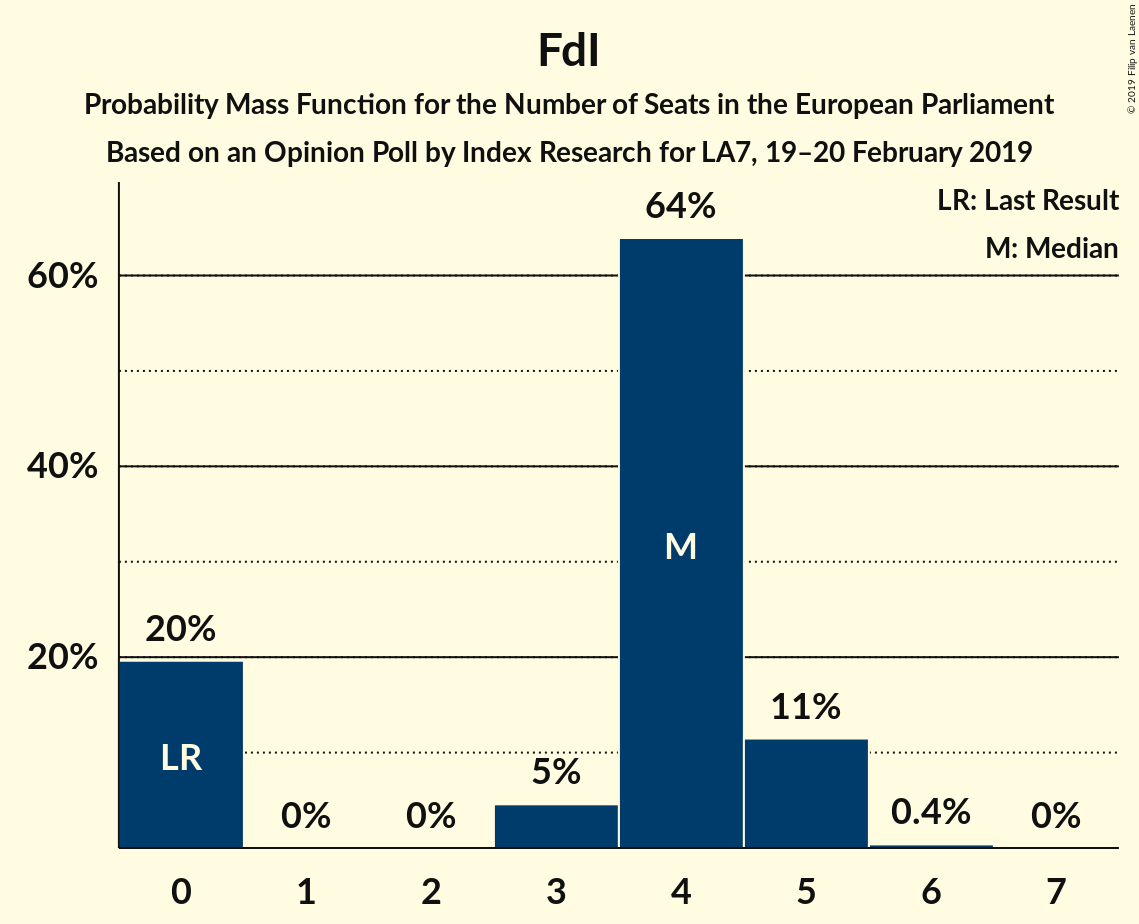 FdI
Probability Mass Function for the Number of Seats in the European Parliament
Based on an Opinion Poll by Index Research for LA7, 19–20 February 2019
© 2019 Filip van Laenen
LR: Last Result
M: Median
64%
60%
40%
M
20%
20%
11%
LR
5%
0%
0%
0.4%
0%
0 1 2 3 4 5 6 7